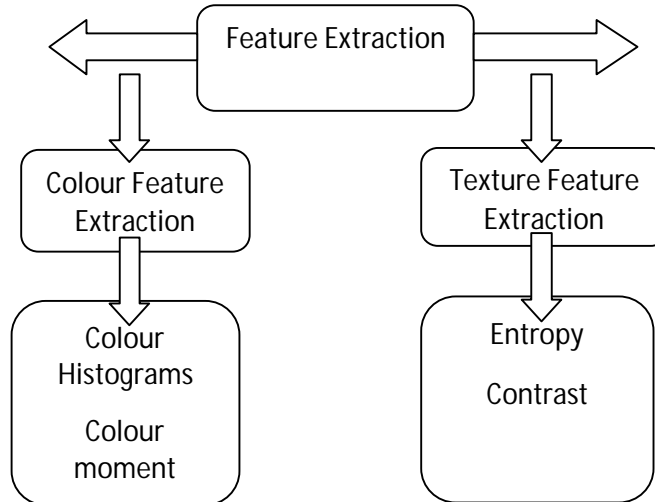 Feature Extraction
Colour Feature
Extraction
Texture Feature
Extraction
Colour
Histograms
Colour
moment
Entropy
Contrast